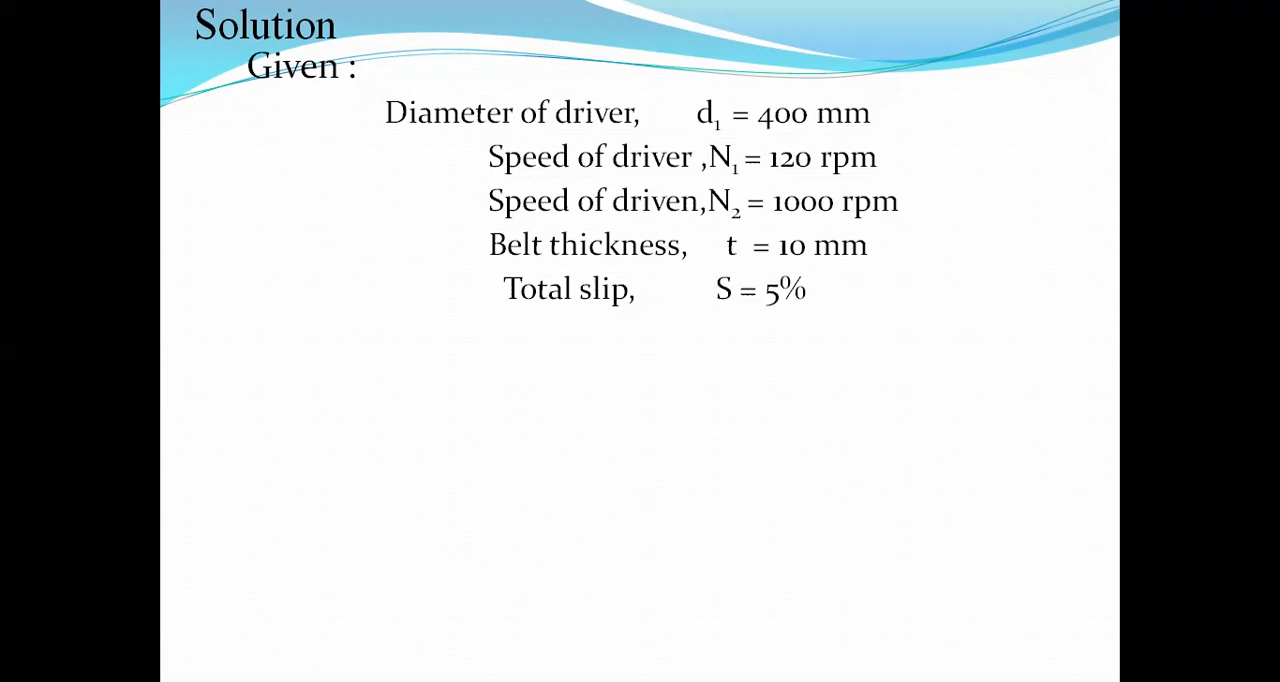 Solution
Given :
Diameter of driver, d₁ = 400 mm
Speed of driver ,N₁ = 120 rpm
Speed of driven,N₂ = 1000 rpm
Belt thickness, t = 10 mm
Total slip, S = 5%